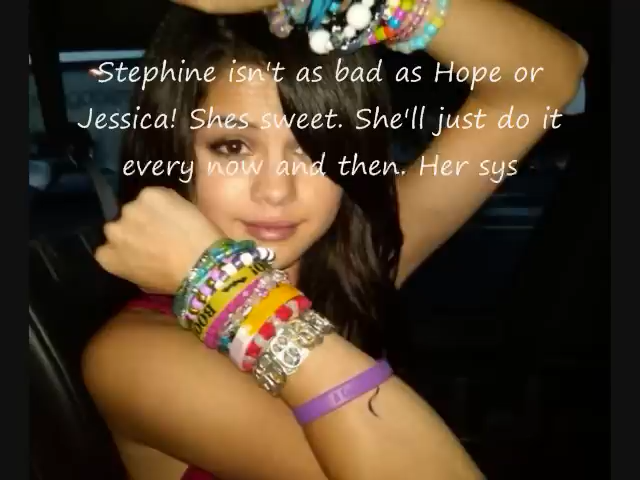 Stephine isn't as bad as Hope or
Jessica! Shes sweet. She'll just do it
every now and then. Her sys